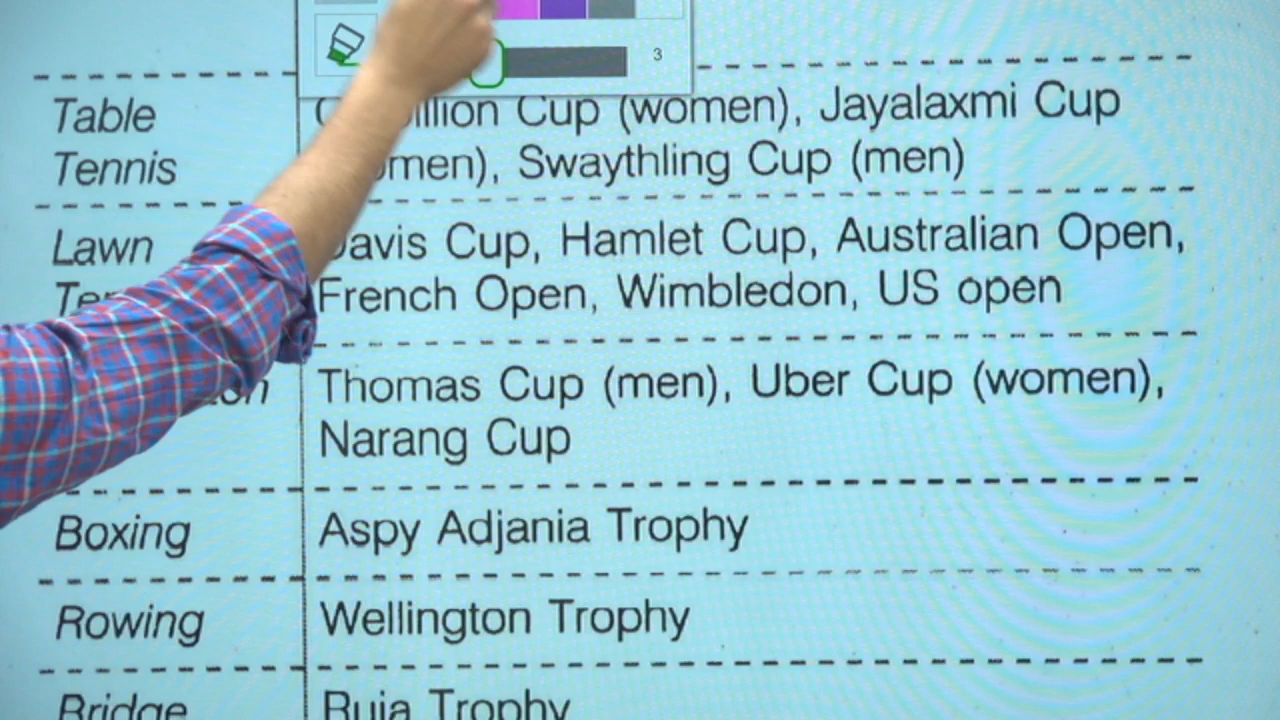 3
Table
illion Cup (women), Jayalaxmi Cup
Tennis
Swaythling Cup (men)
Lawn
Davis Cup, Hamlet Cup, Australian Open,
French Open, Wimbledon, US open
Thomas Cup (men), Uber Cup (women),
Narang Cup
Boxing
Aspy Adjania Trophy
Rowing
Wellington Trophy
Bridge
Ruia Trophy